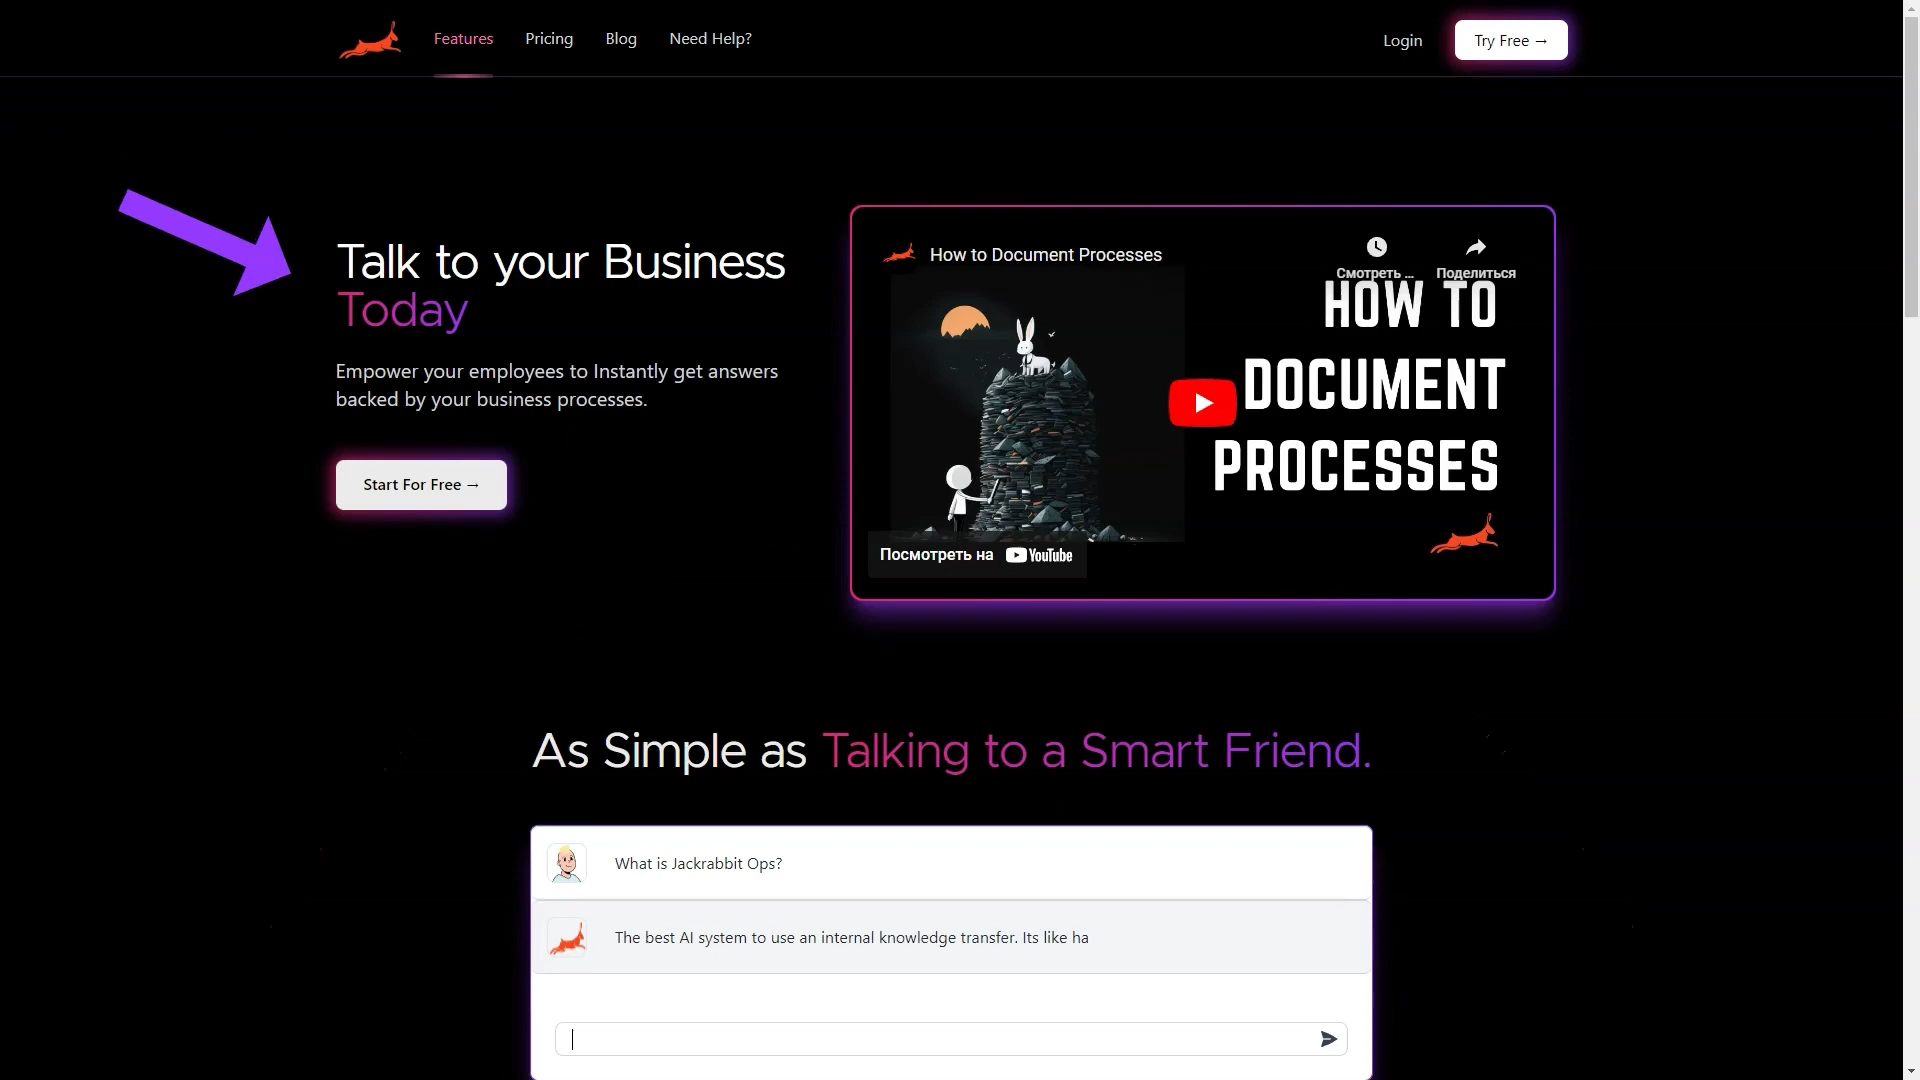 Features
Pricing
Blog
Need Help?
Login
Try Free →
Talk to your Business
Today
Empower your employees to Instantly get answers
backed by your business processes.
Start For Free →
How to Document Processes
Смотреть ...
Поделиться
HOW TO
DOCUMENT
PROCESSES
Посмотреть на YouTube
As Simple as Talking to a Smart Friend.
What is Jackrabbit Ops?
The best AI system to use an internal knowledge transfer. Its like ha